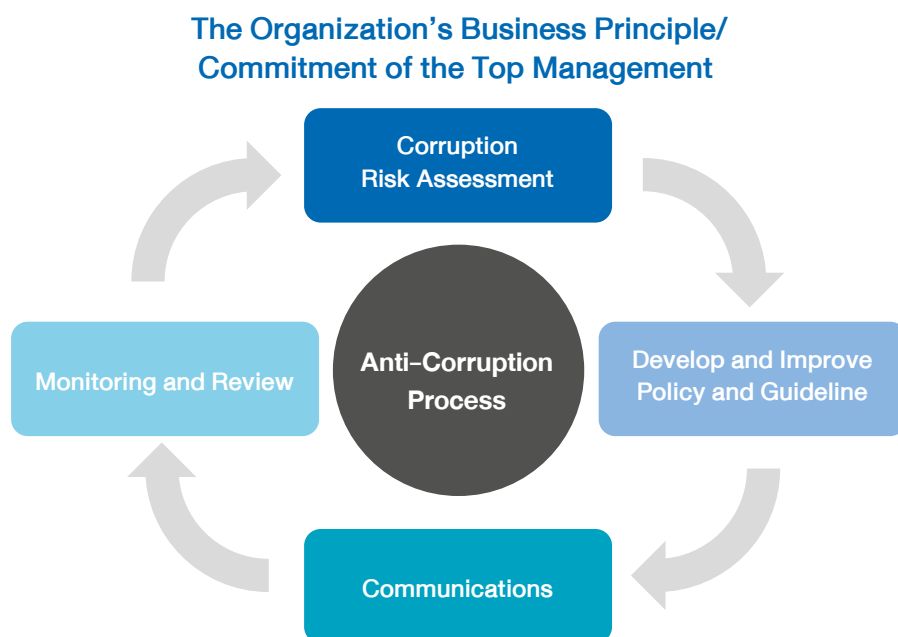 The Organization’s Business Principle/
Commitment of the Top Management
Corruption
Risk Assessment
Anti-Corruption
Process
Develop and Improve
Policy and Guideline
Monitoring and Review
Communications